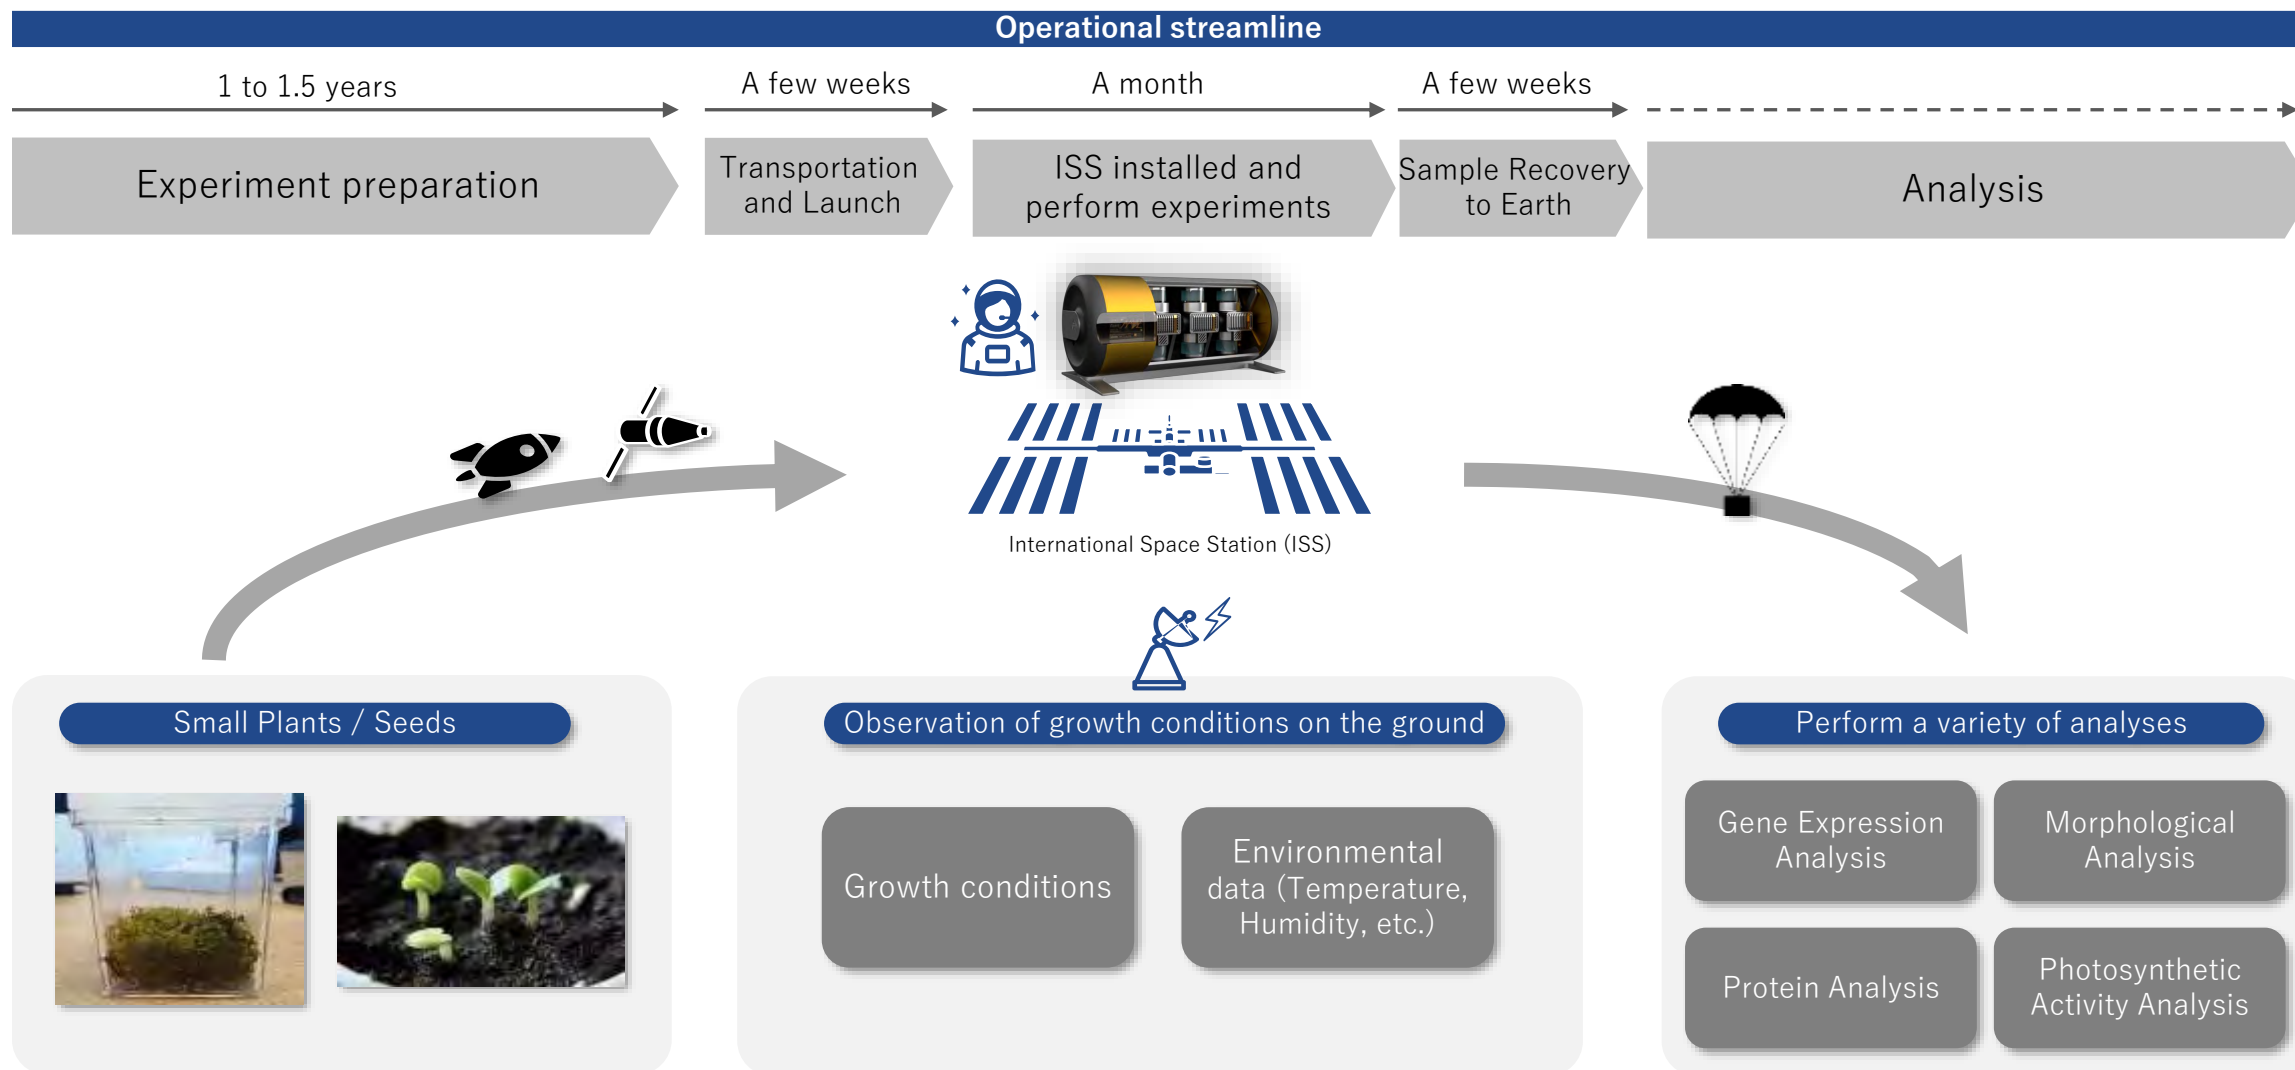 Operational streamline
1 to 1.5 years
A few weeks
A month
A few weeks
Experiment preparation
Transportation
and Launch
ISS installed and
perform experiments
Sample Recovery
to Earth
Analysis
International Space Station (ISS)
Small Plants / Seeds
Observation of growth conditions on the ground
Growth conditions
Environmental
data (Temperature,
Humidity, etc.)
Perform a variety of analyses
Gene Expression
Analysis
Morphological
Analysis
Protein Analysis
Photosynthetic
Activity Analysis